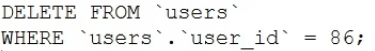 DELETE FROM `users`
WHERE `users`.`user_id` = 86;